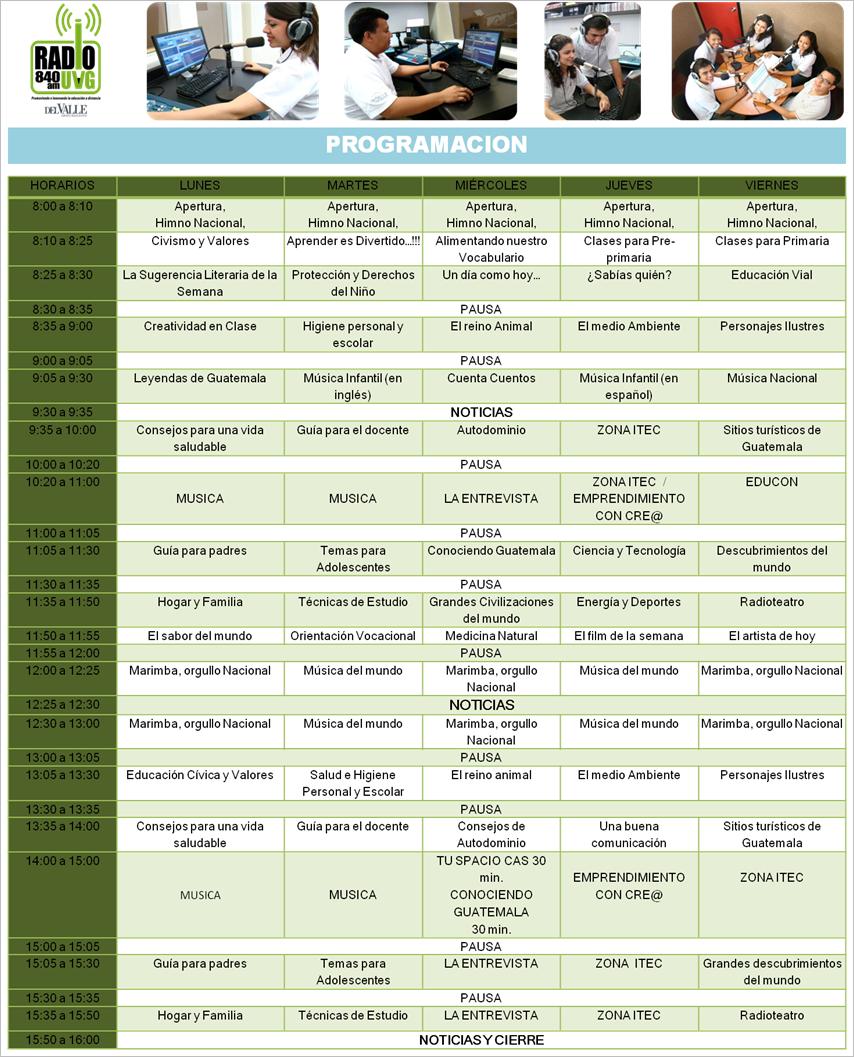 RADIO
840 UVG
am
Promoviendo e innovando la educación a distancia
DEL VALLE
PROGRAMACION
HORARIOS LUNES MARTES MIÉRCOLES JUEVES VIERNES
8:00 a 8:10 Apertura, Apertura, Apertura, Apertura, Apertura,
Himno Nacional, Himno Nacional, Himno Nacional, Himno Nacional, Himno Nacional,
8:10 a 8:25 Civismo y Valores Aprender es Divertido...!!! Alimentando nuestro Clases para Pre- Clases para Primaria
Vocabulario primaria
8:25 a 8:30 La Sugerencia Literaria de la Protección y Derechos Un día como hoy... ¿Sabías quién? Educación Vial
Semana del Niño
8:30 a 8:35 PAUSA
8:35 a 9:00 Creatividad en Clase Higiene personal y El reino Animal El medio Ambiente Personajes Ilustres
escolar
9:00 a 9:05 PAUSA
9:05 a 9:30 Leyendas de Guatemala Música Infantil (en Cuenta Cuentos Música Infantil (en Música Nacional
inglés) español)
9:30 a 9:35 NOTICIAS
9:35 a 10:00 Consejos para una vida Guía para el docente Autodominio ZONA ITEC Sitios turísticos de
saludable Guatemala
10:00 a 10:20 PAUSA
10:20 a 11:00 ZONA ITEC / EDUCON
MUSICA MUSICA LA ENTREVISTA EMPRENDIMIENTO
CON CRE@
11:00 a 11:05 PAUSA
11:05 a 11:30 Guía para padres Temas para Conociendo Guatemala Ciencia y Tecnología Descubrimientos del
Adolescentes mundo
11:30 a 11:35 PAUSA
11:35 a 11:50 Hogar y Familia Técnicas de Estudio Grandes Civilizaciones Energía y Deportes Radioteatro
del mundo
11:50 a 11:55 El sabor del mundo Orientación Vocacional Medicina Natural El film de la semana El artista de hoy
11:55 a 12:00 PAUSA
12:00 a 12:25 Marimba, orgullo Nacional Música del mundo Marimba, orgullo Música del mundo Marimba, orgullo Nacional
Nacional
12:25 a 12:30 NOTICIAS
12:30 a 13:00 Marimba, orgullo Nacional Música del mundo Marimba, orgullo Música del mundo Marimba, orgullo Nacional
Nacional
13:00 a 13:05 PAUSA
13:05 a 13:30 Educación Cívica y Valores Salud e Higiene El reino animal El medio Ambiente Personajes Ilustres
Personal y Escolar
13:30 a 13:35 PAUSA
13:35 a 14:00 Consejos para una vida Guía para el docente Consejos de Una buena Sitios turísticos de
saludable Autodominio comunicación Guatemala
14:00 a 15:00 TU SPACIO CAS 30
min. EMPRENDIMIENTO ZONA ITEC
MUSICA MUSICA CONOCIENDO CON CRE@
GUATEMALA
30 min.
15:00 a 15:05 PAUSA
15:05 a 15:30 Guía para padres Temas para LA ENTREVISTA ZONA ITEC Grandes descubrimientos
Adolescentes del mundo
15:30 a 15:35 PAUSA
15:35 a 15:50 Hogar y Familia Técnicas de Estudio LA ENTREVISTA ZONA ITEC Radioteatro
15:50 a 16:00 NOTICIAS Y CIERRE